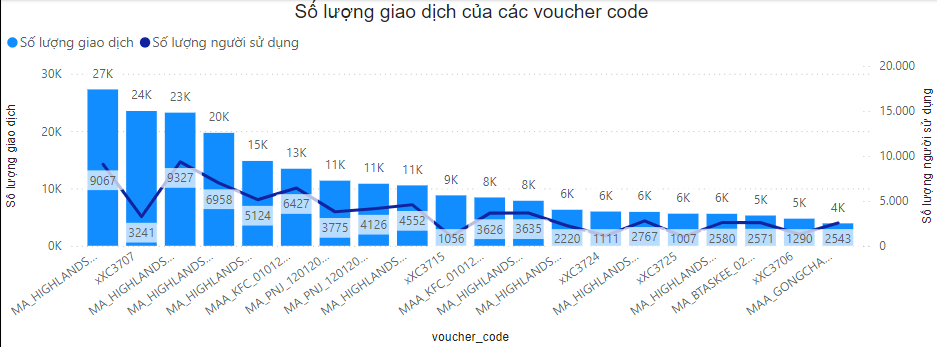 Số lượng giao dịch của các voucher code
Số lượng giao dịch Số lượng người sử dụng
Số lượng giao dịch
30K
20K
10K
0K
27K 24K 23K 20K 15K 13K 11K 11K 11K 9K 8K 8K 6K 6K 6K 6K 6K 5K 5K 4K
9067 3241 9327 6958 5124 6427 3775 4126 4552 1056 3626 3635 2220 1111 2767 1007 2580 2571 1290 2543
20.000
15.000
10.000
5.000
0
Số lượng người sử dụng
MA_HIGHLANDS...
xXC3707
MA_HIGHLANDS...
MA_HIGHLANDS...
MA_HIGHLANDS...
MAA_KFC_01012...
MA_PNJ_120120...
MA_PNJ_120120...
MA_HIGHLANDS...
xXC3715
MAA_KFC_01012...
MA_HIGHLANDS...
MA_HIGHLANDS...
xXC3724
MA_HIGHLANDS...
xXC3725
MA_HIGHLANDS...
MA_BTASKEE_02...
xXC3706
MAA_GONGCHA...
voucher_code